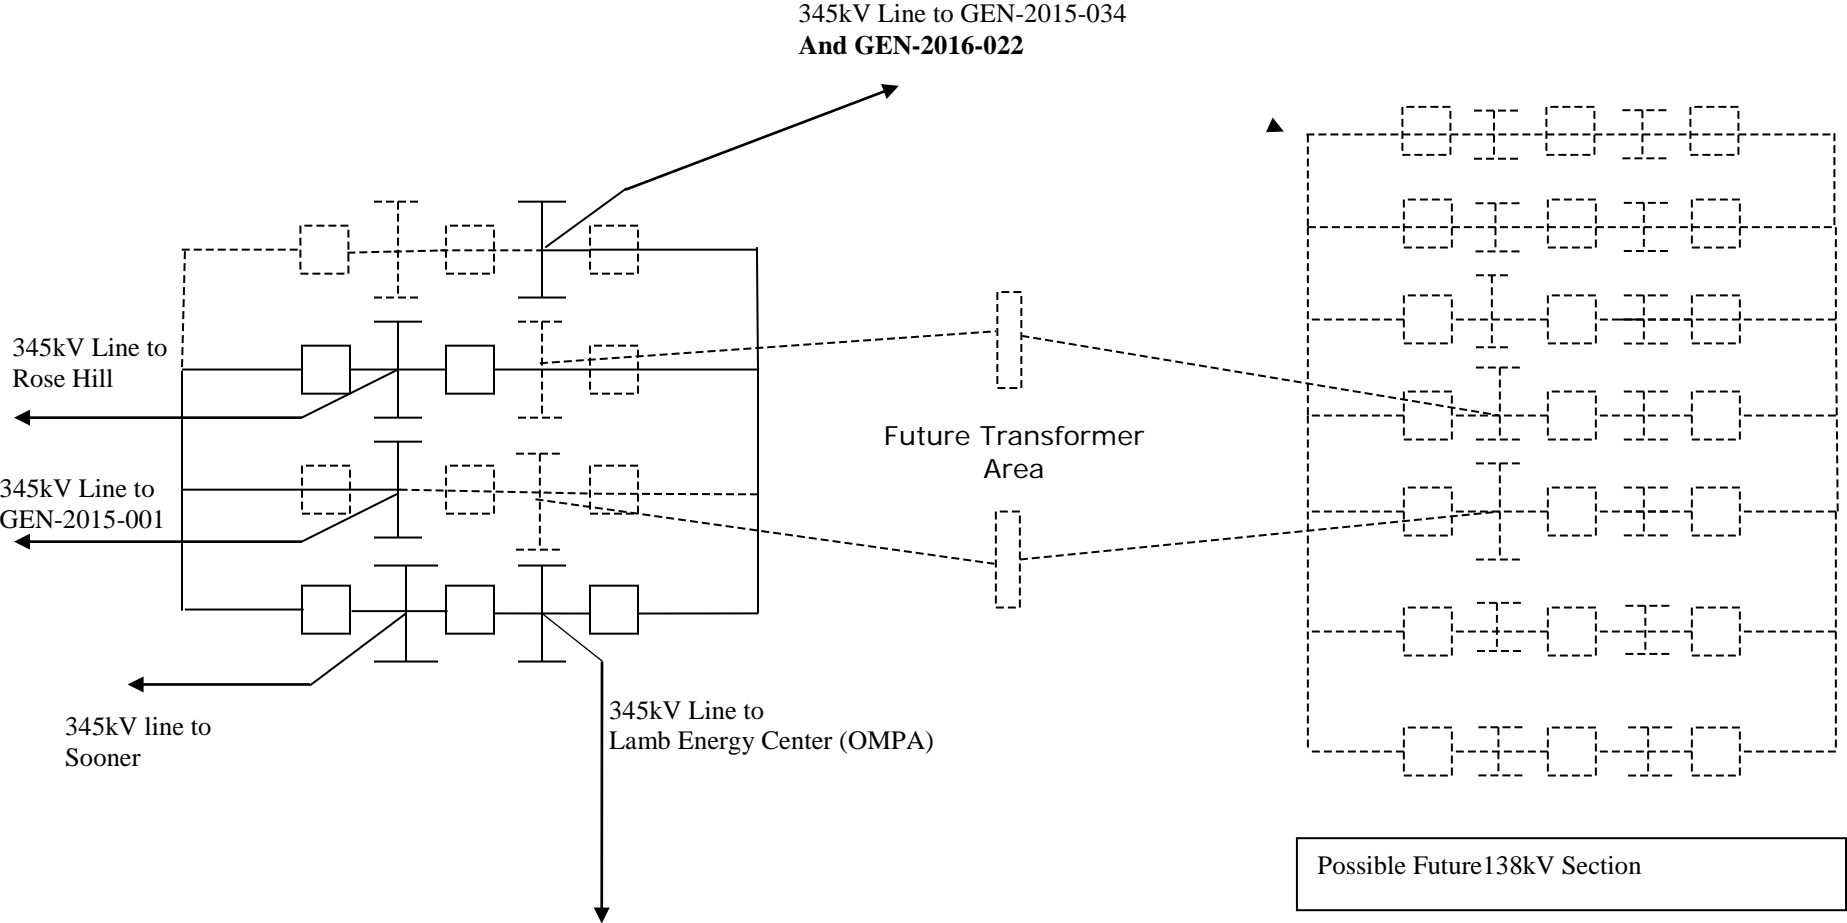 345kV Line to GEN-2015-034
And GEN-2016-022
345kV Line to
Rose Hill
Future Transformer
Area
345kV Line to
GEN-2015-001
345kV Line to
Lamb Energy Center (OMPA)
345kV line to
Sooner
Possible Future138kV Section